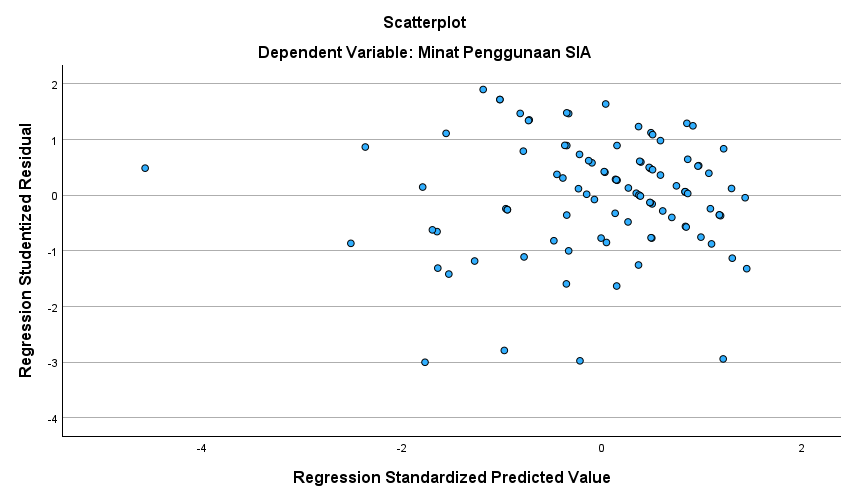 Scatterplot
Dependent Variable: Minat Penggunaan SIA
Regression Studentized Residual
2
1
0
-1
-2
-3
-4
-4
-2
0
2
Regression Standardized Predicted Value